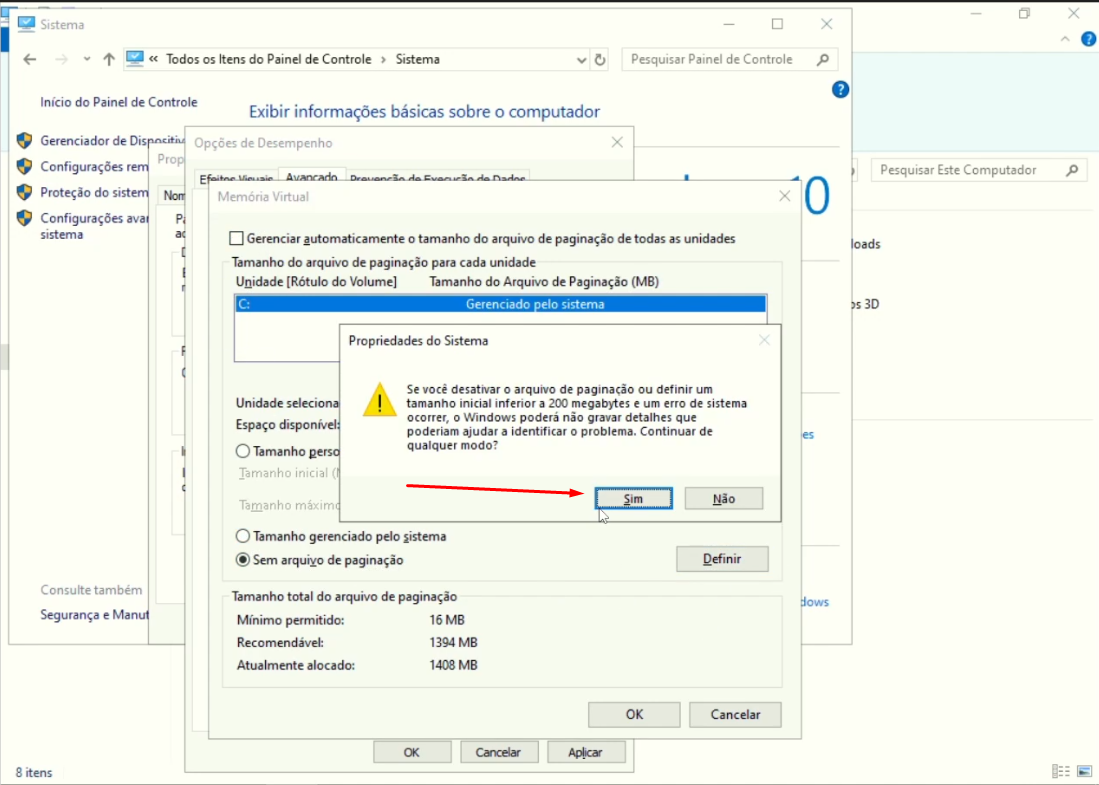 Sistema
« Todos os Itens do Painel de Controle › Sistema
Pesquisar Painel de Controle
Início do Painel de Controle
Exibir informações básicas sobre o computador
Gerenciador de Dispositiv
Configurações rem
Proteção do sistem
Configurações avan
sistema
Consulte também
Segurança e Manut
Prop
Nom
Opções de Desempenho
Efeitos Visuais
Avançado
Prevenção de Execução de Dados
10
Pesquisar Este Computador
loads
os 3D
es
dows
Memória Virtual
Gerenciar automaticamente o tamanho do arquivo de paginação de todas as unidades
Tamanho do arquivo de paginação para cada unidade
Unidade [Rótulo do Volume] Tamanho do Arquivo de Paginação (MB)
C: Gerenciado pelo sistema
Propriedades do Sistema
Se você desativar o arquivo de paginação ou definir um
tamanho inicial inferior a 200 megabytes e um erro de sistema
ocorrer, o Windows poderá não gravar detalhes que
poderiam ajudar a identificar o problema. Continuar de
qualquer modo?
Sim
Não
Unidade seleciona
Espaço disponível:
Tamanho perso
Tamanho inicial (M
Tamanho máximo
Tamanho gerenciado pelo sistema
Sem arquivo de paginação
Definir
Tamanho total do arquivo de paginação
Mínimo permitido: 16 MB
Recomendável: 1394 MB
Atualmente alocado: 1408 MB
OK
Cancelar
OK
Cancelar
Aplicar
8 itens